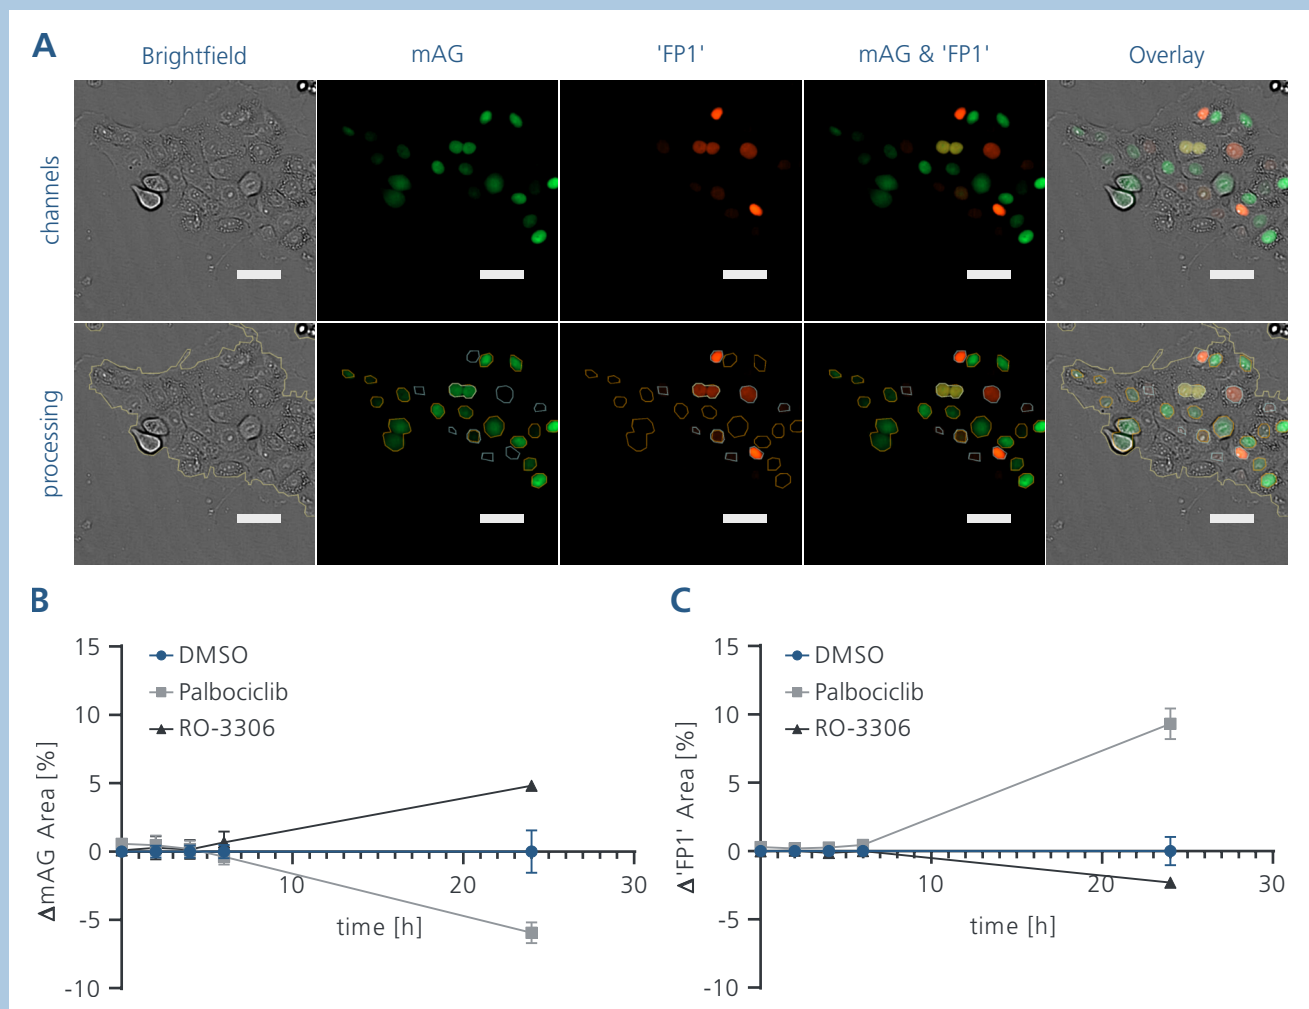 A
Brightfield
mAG
'FP1'
mAG & 'FP1'
Overlay
channels
processing
B
15
10
5
0
-5
-10
10
20
30
DMSO
Palbociclib
RO-3306
ΔmAG Area [%]
time [h]
C
15
10
5
0
-5
-10
10
20
30
DMSO
Palbociclib
RO-3306
Δ'FP1' Area [%]
time [h]